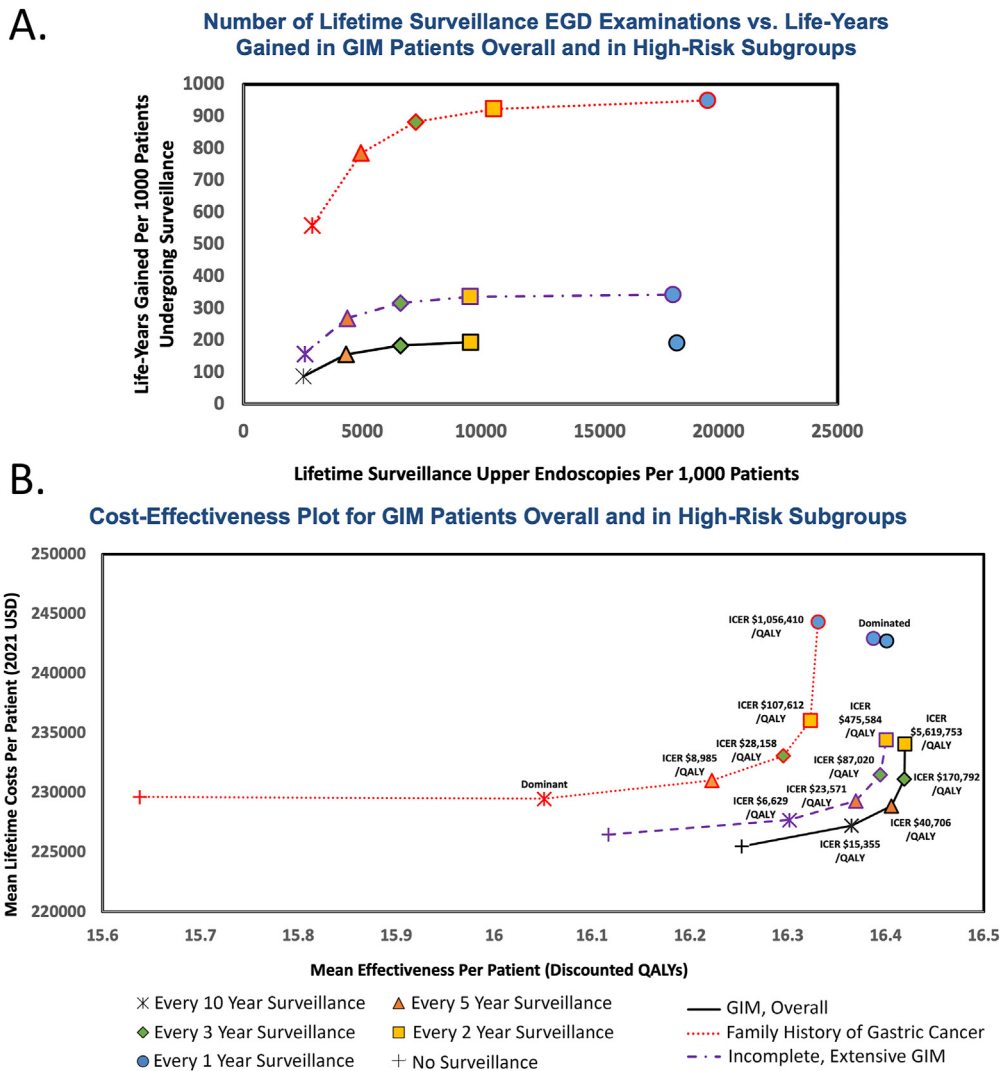 A.
Number of Lifetime Surveillance EGD Examinations vs. Life-Years
Gained in GIM Patients Overall and in High-Risk Subgroups
Life-Years Gained Per 1000 Patients
Undergoing Surveillance
1000
900
800
700
600
500
400
300
200
100
0
0 5000 10000 15000 20000 25000
Lifetime Surveillance Upper Endoscopies Per 1,000 Patients
B.
Cost-Effectiveness Plot for GIM Patients Overall and in High-Risk Subgroups
Mean Lifetime Costs Per Patient (2021 USD)
250000
245000
240000
235000
230000
225000
220000
ICER $1,056,410
/QALY
Dominated
ICER $107,612
/QALY
ICER
$475,584
/QALY
ICER
$5,619,753
/QALY
ICER $28,158
/QALY
ICER $8,985
/QALY
ICER $87,020
/QALY
ICER $170,792
/QALY
Dominant
ICER $23,571
/QALY
ICER $6,629
/QALY
ICER $40,706
/QALY
ICER $15,355
/QALY
15.6 15.7 15.8 15.9 16 16.1 16.2 16.3 16.4 16.5
Mean Effectiveness Per Patient (Discounted QALYs)
Every 10 Year Surveillance
Every 5 Year Surveillance
GIM, Overall
Every 3 Year Surveillance
Every 2 Year Surveillance
Family History of Gastric Cancer
Every 1 Year Surveillance
No Surveillance
Incomplete, Extensive GIM